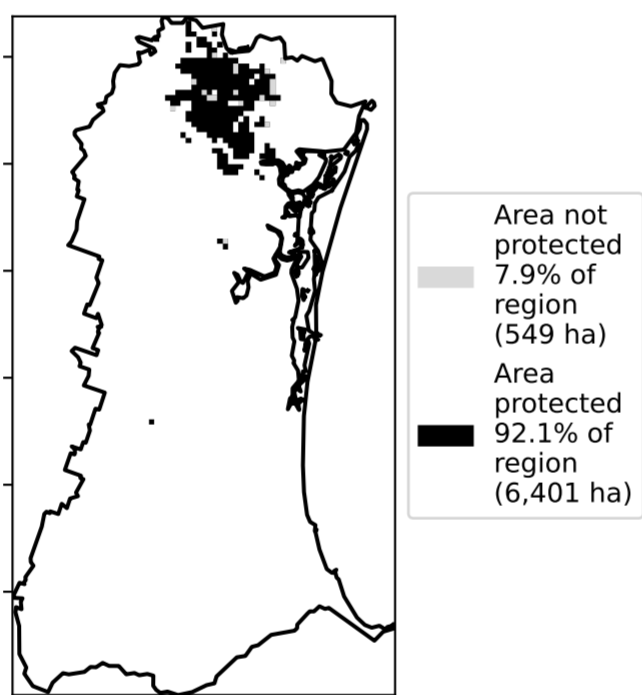 Area not
protected
7.9% of
region
(549 ha)
Area
protected
92.1% of
region
(6,401 ha)